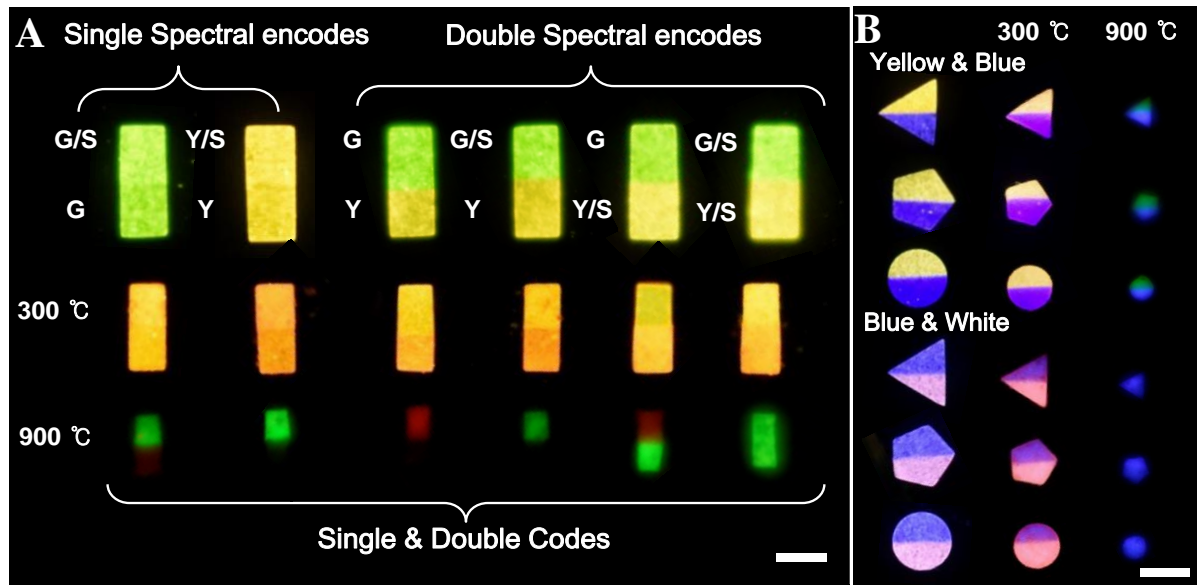 A
Single Spectral encodes
Double Spectral encodes
G/S
Y/S
G
G/S
G
G/S
G
Y
Y
Y
Y/S
Y/S
300 ℃
900 ℃
Single & Double Codes
B
300 ℃ 900 ℃
Yellow & Blue
Blue & White